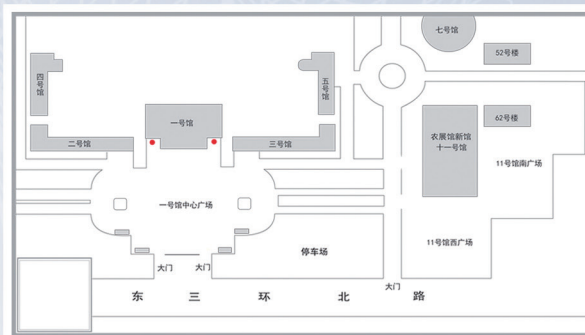 七号馆
52号楼
四号馆
五号馆
一号馆
62号楼
农展馆新馆
十一号馆
二号馆
三号馆
11号馆南广场
一号馆中心广场
11号馆西广场
停车场
大门
大门
大门
东三环北路